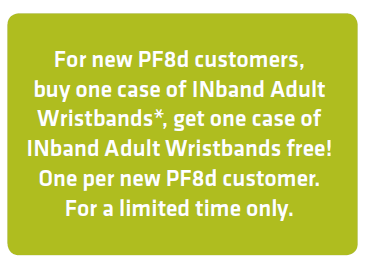 For new PF8d customers,
buy one case of INband Adult
Wristbands*, get one case of
INband Adult Wristbands free!
One per new PF8d customer.
For a limited time only.